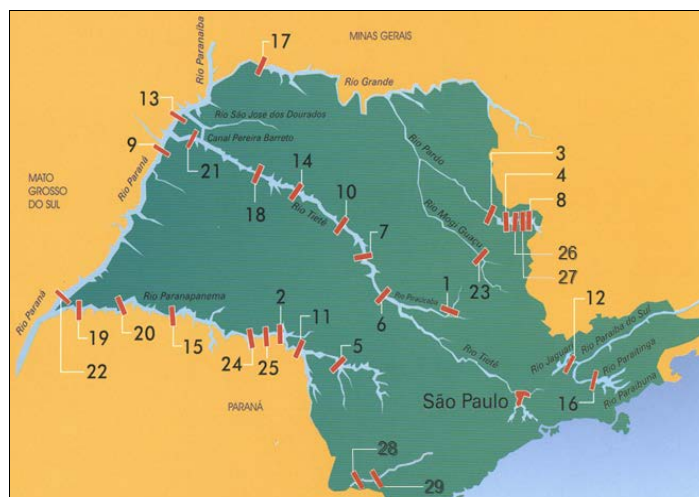 17
MINAS GERAIS
Rio Paranaiba
Rio Grande
13
Rio São Jose dos Dourados
Canal Pereira Barreto
9
21
14
3
4
8
Rio Pardo
MATO
GROSSO
DO SUL
Rio Paraná
18
Rio Tietê
10
7
Rio Mogi Guaçu
26
27
23
Rio Piracicaba
1
12
Rio Paranapanema
2
11
6
Rio Paraná
19
20
15
24
25
5
22
Rio Tietê
Rio Jaguari
Rio Paraiba do Sul
Rio Paraitinga
Rio Paraibuna
16
PARANÁ
São Paulo
28
29